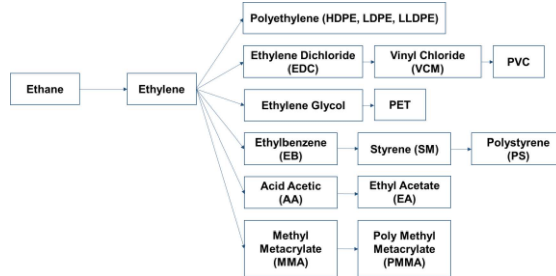 Polyethylene (HDPE, LDPE, LLDPE)
Ethylene Dichloride
(EDC)
Vinyl Chloride
(VCM)
PVC
Ethane
Ethylene
Ethylene Glycol
PET
Ethylbenzene
(EB)
Styrene (SM)
Polystyrene
(PS)
Acid Acetic
(AA)
Ethyl Acetate
(EA)
Methyl
Metacrylate
(MMA)
Poly Methyl
Metacrylate
(PMMA)